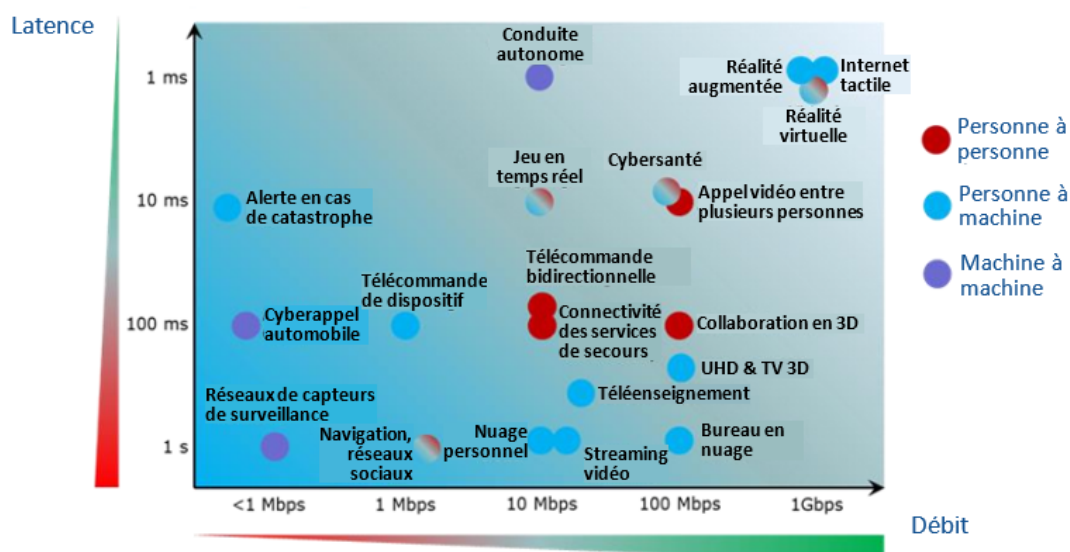 Latence
Conduite
autonome
1 ms
Réalité
augmentée
Internet
tactile
Réalité
virtuelle
Personne à
personne
Jeu en
temps réel
Cybersanté
10 ms
Alerte en cas
de catastrophe
Appel vidéo entre
plusieurs personnes
Personne à
machine
Télécommande
bidirectionnelle
Machine à
machine
Télécommande
de dispositif
100 ms
Cyberappel
automobile
Connectivité
des services
de secours
Collaboration en 3D
UHD & TV 3D
Téléenseignement
Réseaux de capteurs
de surveillance
1 s
Navigation,
réseaux
sociaux
Nuage
personnel
Streaming
vidéo
Bureau en
nuage
<1 Mbps
1 Mbps
10 Mbps
100 Mbps
1Gbps
Débit